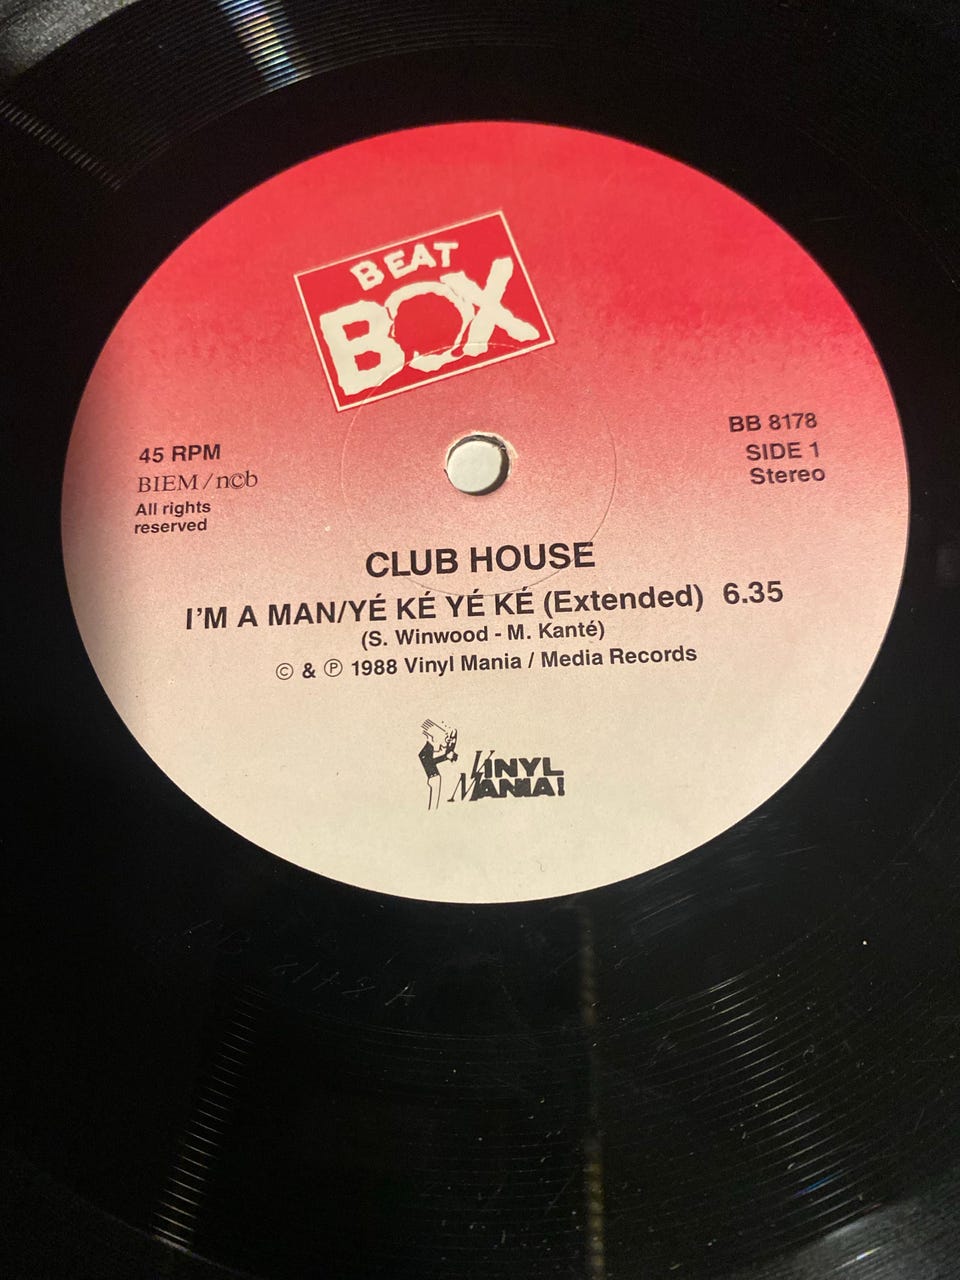 BEAT
BOX
45 RPM
BIEM/n©b
All rights
reserved
BB 8178
SIDE 1
Stereo
CLUB HOUSE
I'M A MAN/YÉ KÉ YÉ KÉ (Extended) 6.35
(S. Winwood - M. Kanté)
© & ℗ 1988 Vinyl Mania / Media Records
VINYL
MANIA!